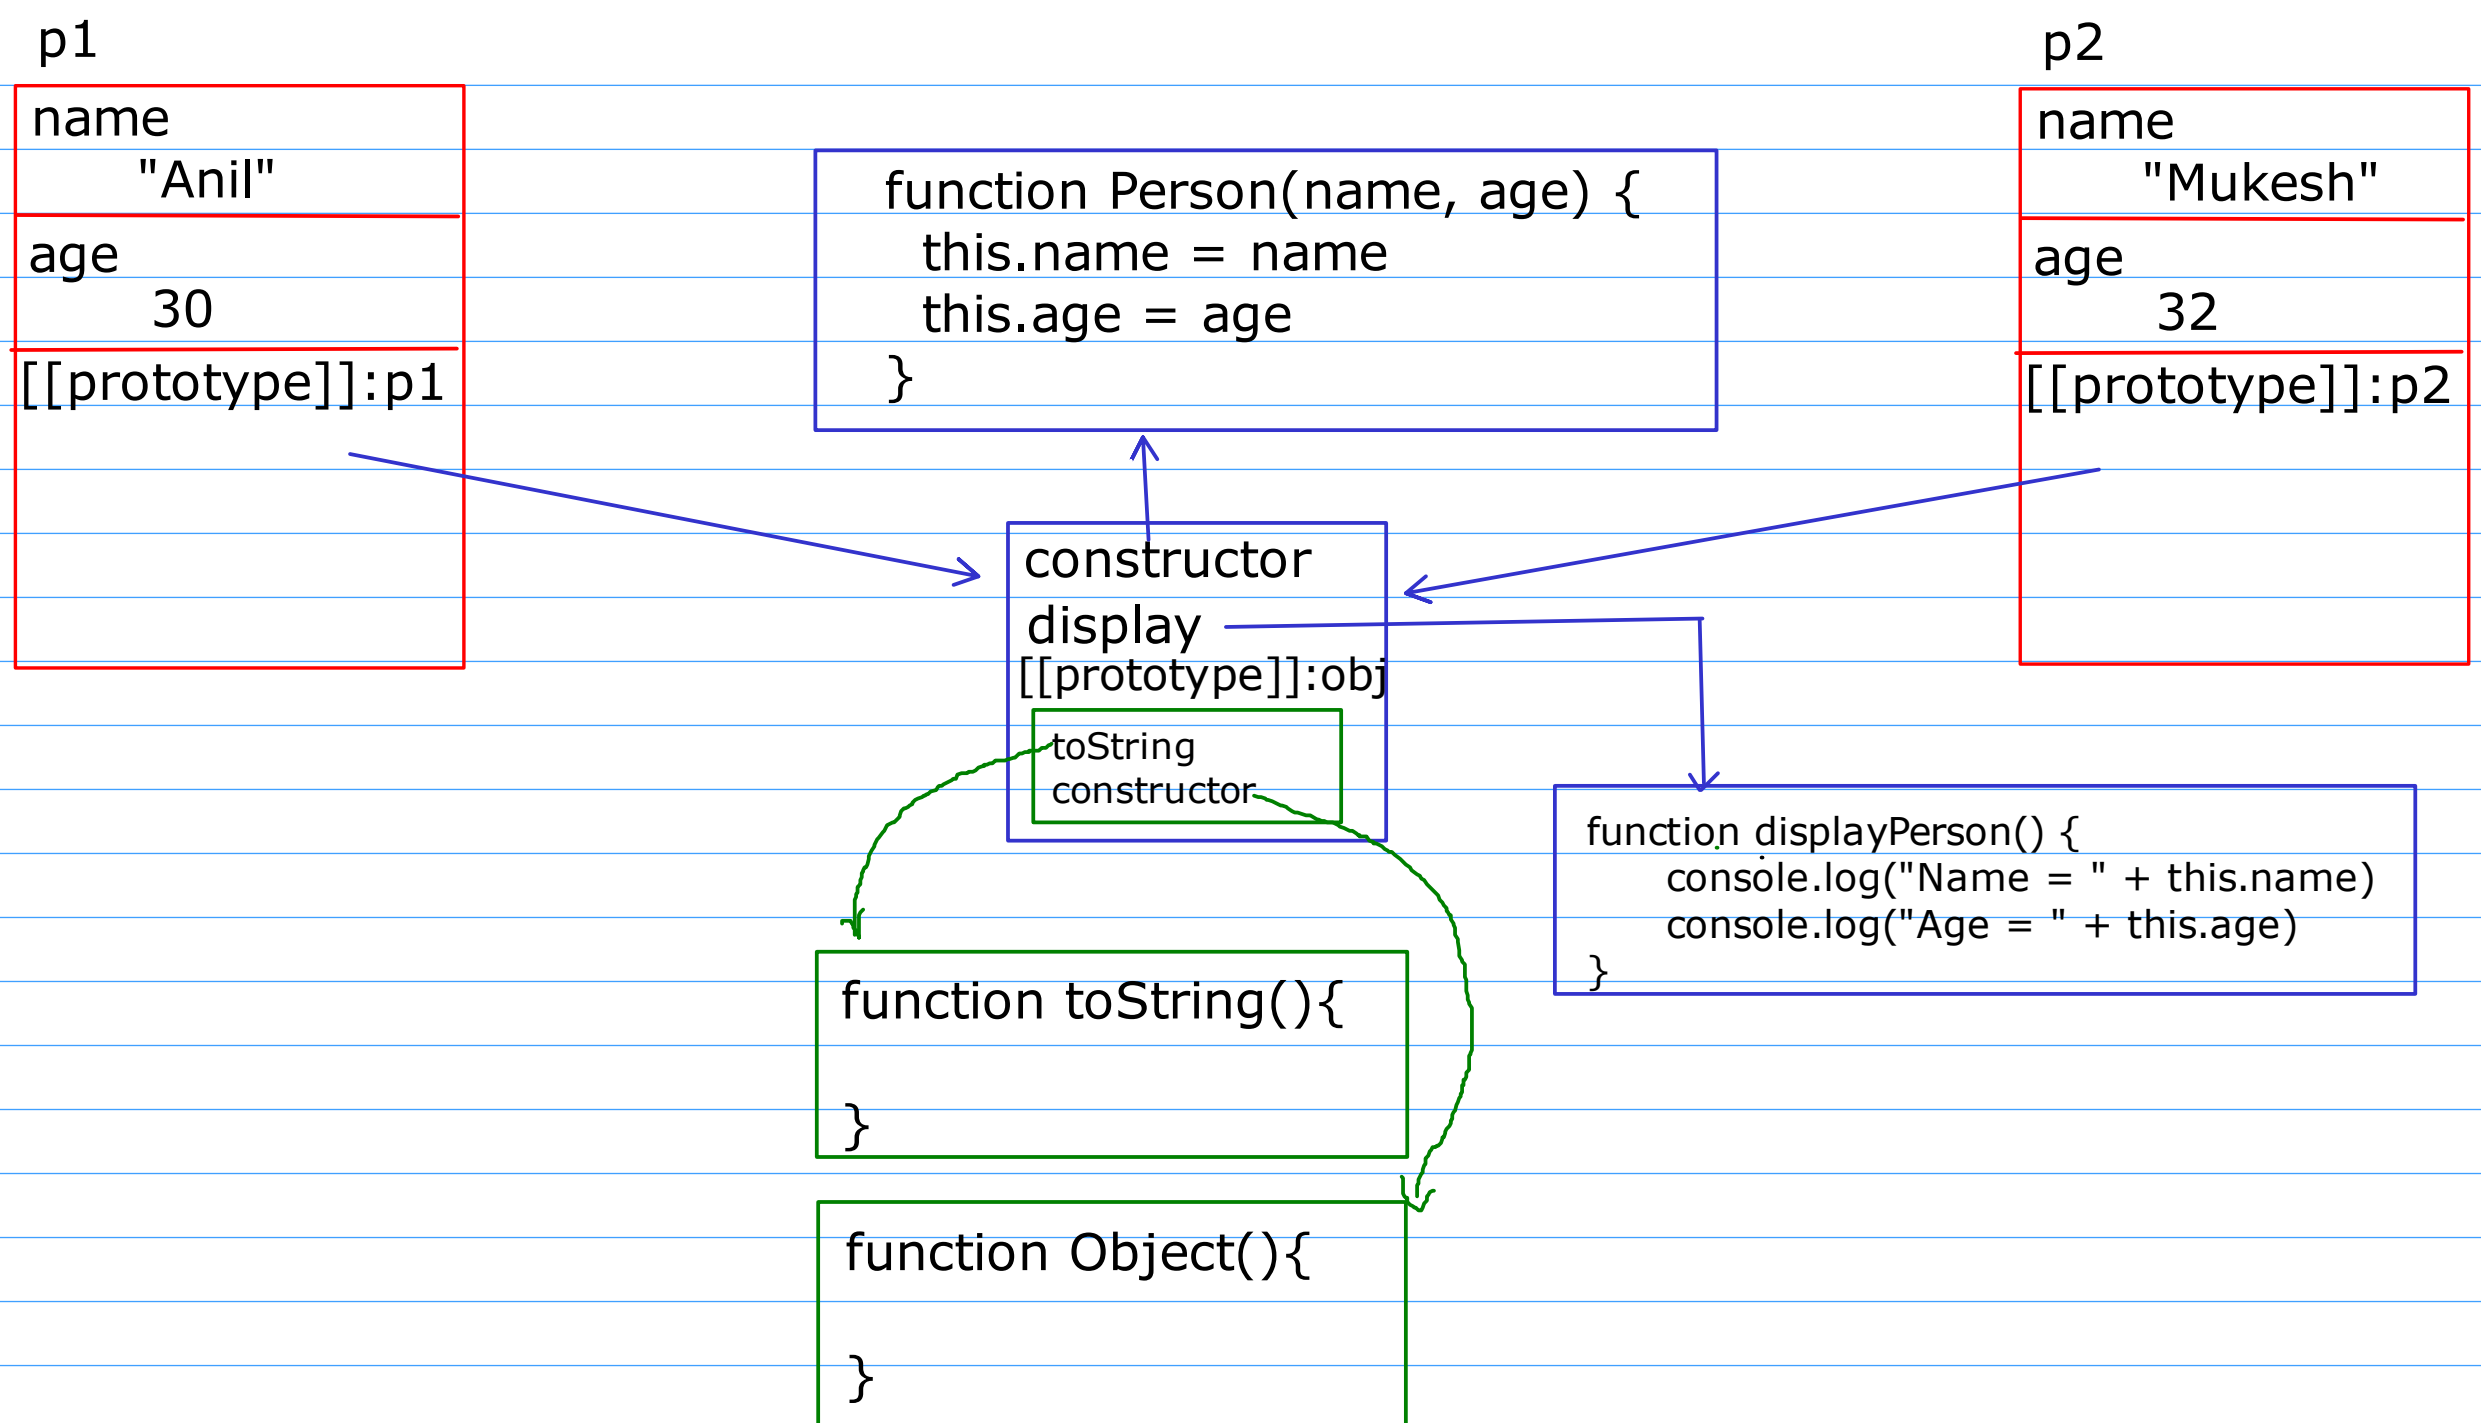 p1
name
"Anil"
age
30
[[prototype]]:p1
function Person(name, age) {
this.name = name
this.age = age
}
p2
name
"Mukesh"
age
32
[[prototype]]:p2
constructor
display
[[prototype]]:obj
toString
constructor
function displayPerson() {
console.log("Name = " + this.name)
console.log("Age = " + this.age)
}
function toString(){
}
function Object(){
}